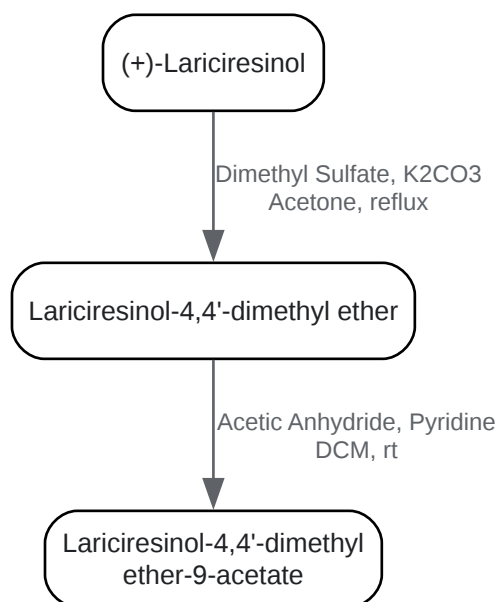 (+)-Lariciresinol
Dimethyl Sulfate, K2CO3
Acetone, reflux
Lariciresinol-4,4'-dimethyl ether
Acetic Anhydride, Pyridine
DCM, rt
Lariciresinol-4,4'-dimethyl
ether-9-acetate